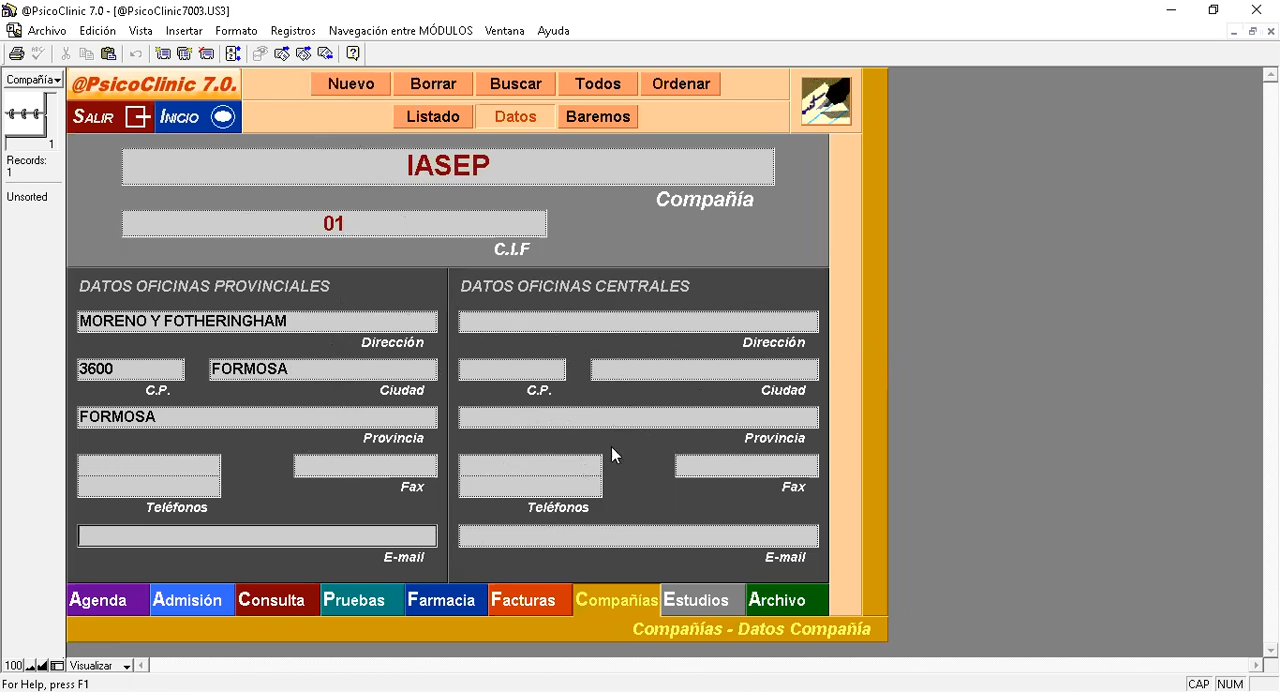 @PsicoClinic 7.0 - [@PsicoClinic7003.US3]
Archivo Edición Vista Insertar Formato Registros Navegación entre MÓDULOS Ventana Ayuda
Compañía
@PsicoClinic 7.0. Nuevo Borrar Buscar Todos Ordenar
SALIR INICIO Listado Datos Baremos
1
Records:
1
Unsorted
IASEP
Compañía
01
C.I.F
DATOS OFICINAS PROVINCIALES DATOS OFICINAS CENTRALES
MORENO Y FOTHERINGHAM
Dirección Dirección
3600 FORMOSA
C.P. Ciudad C.P. Ciudad
FORMOSA
Provincia Provincia
Fax Fax
Teléfonos Teléfonos
E-mail E-mail
Agenda Admisión Consulta Pruebas Farmacia Facturas Compañías Estudios Archivo
Compañías - Datos Compañía
100 Visualizar
For Help, press F1 CAP NUM